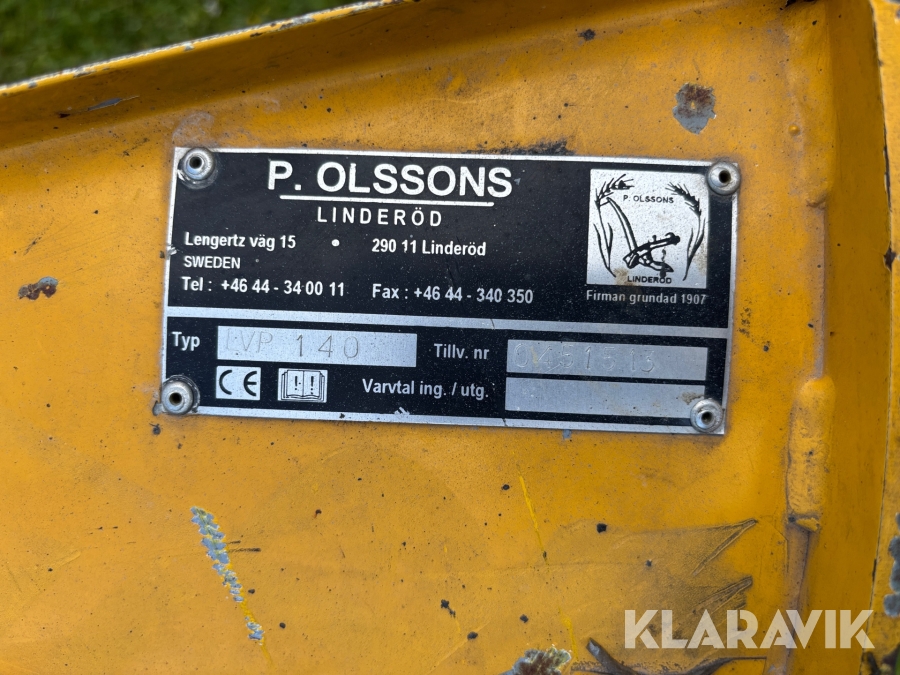 P. OLSSONS
LINDERÖD
Lengertz väg 15 • 290 11 Linderöd
SWEDEN
Tel : +46 44 - 34 00 11 Fax : +46 44 - 340 350
P. OLSSONS
LINDERÖD
Firman grundad 1907
Typ LVP 140 Tillv. nr
CE !! Varvtal ing. / utg.
KLARAVIK